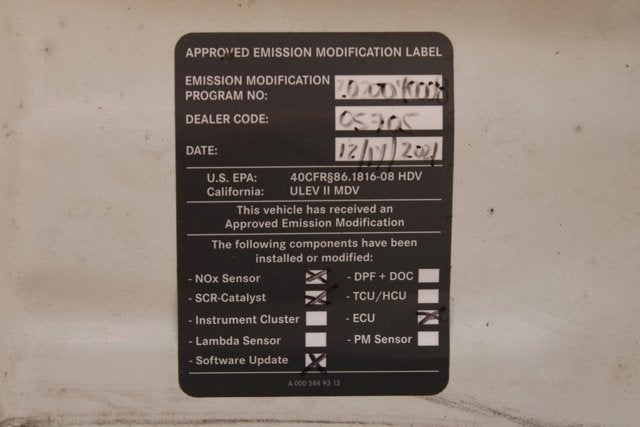 APPROVED EMISSION MODIFICATION LABEL
EMISSION MODIFICATION
PROGRAM NO:
DEALER CODE: 05705
DATE: 12/17/2021
U.S. EPA: 40CFR§86.1816-08 HDV
California: ULEV II MDV
This vehicle has received an
Approved Emission Modification
The following components have been
installed or modified:
- NOx Sensor - DPF + DOC
- SCR-Catalyst - TCU/HCU
- Instrument Cluster - ECU
- Lambda Sensor - PM Sensor
- Software Update
A 000 584 93 13